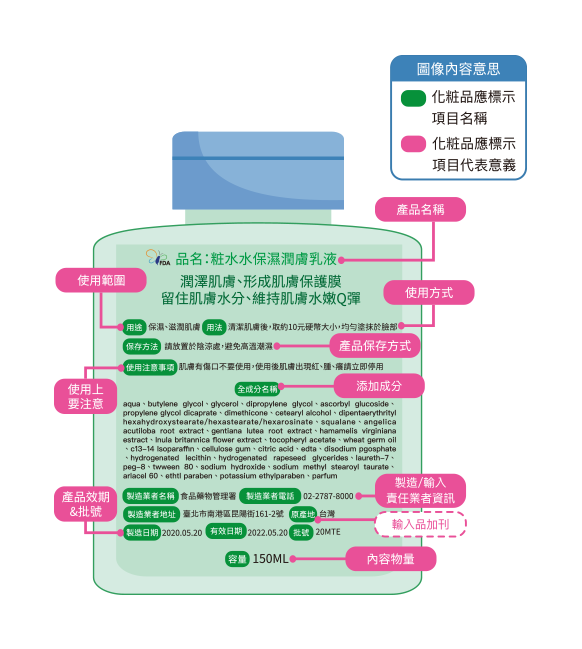 圖像內容意思
化粧品應標示
項目名稱
化粧品應標示
項目代表意義
產品名稱
FDA
品名：粧水水保濕潤膚乳液
使用範圍
潤澤肌膚、形成肌膚保護膜
留住肌膚水分、維持肌膚水嫩Q彈
使用方式
用途 保濕、滋潤肌膚 用法 清潔肌膚後，取約10元硬幣大小，均勻塗抹於臉部
保存方法 請放置於陰涼處，避免高溫潮濕
產品保存方式
使用注意事項 肌膚有傷口不要使用，使用後肌膚出現紅、腫、癢請立即停用
使用上
要注意
全成分名稱
添加成分
aqua、butylene glycol、glycerol、dipropylene glycol、ascorbyl glucoside、
propylene glycol dicaprate、dimethicone、cetearyl alcohol、dipentaerythrityl
hexahydroxystearate/hexastearate/hexarosinate、squalane、angelica
acutiloba root extract、gentiana lutea root extract、hamamelis virginiana
estract、Inula britannica flower extract、tocopheryl acetate、wheat germ oil
、c13-14 isoparaffin、cellulose gum、citric acid、edta、disodium pgosphate
、hydrogenated lecithin、hydrogenated rapeseed glycerides、laureth-7、
peg-8、twween 80、sodium hydroxide、sodium methyl stearoyl taurate、
ariacel 60、ethtl paraben、potassium ethylparaben、parfum
製造業者名稱 食品藥物管理署 製造業者電話 02-2787-8000
製造/輸入
責任業者資訊
產品效期
&批號
製造業者地址 臺北市南港區昆陽街161-2號 原產地 台灣
輸入品加刊
製造日期 2020.05.20 有效日期 2022.05.20 批號 20MTE
容量 150ML
內容物量